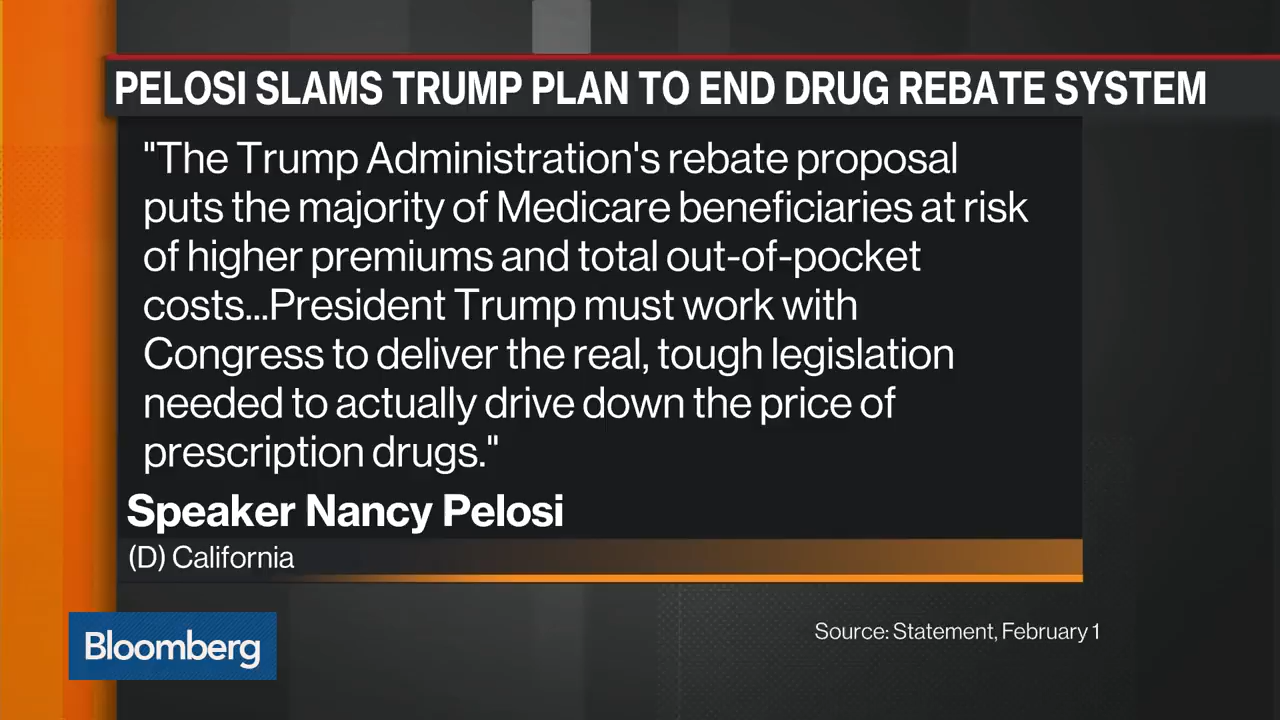 PELOSI SLAMS TRUMP PLAN TO END DRUG REBATE SYSTEM
"The Trump Administration's rebate proposal
puts the majority of Medicare beneficiaries at risk
of higher premiums and total out-of-pocket
costs...President Trump must work with
Congress to deliver the real, tough legislation
needed to actually drive down the price of
prescription drugs."
Speaker Nancy Pelosi
(D) California
Source: Statement, February 1
Bloomberg